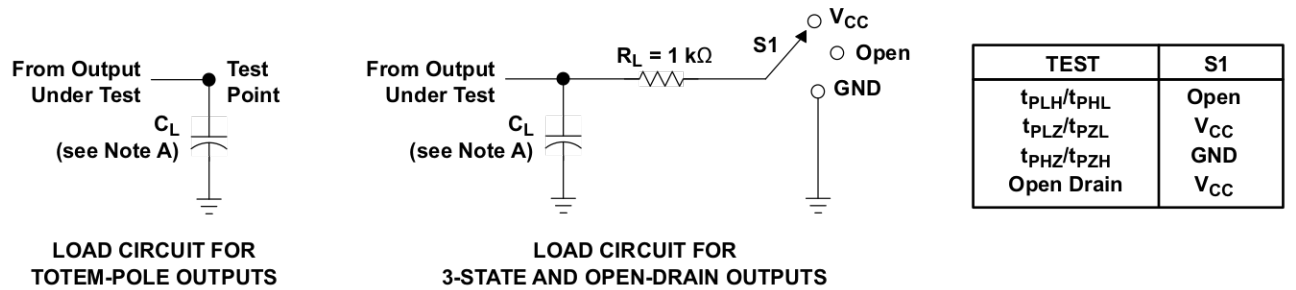 From Output
Under Test
Test
Point
CL
(see Note A)
LOAD CIRCUIT FOR
TOTEM-POLE OUTPUTS
From Output
Under Test
RL = 1 kΩ
S1
VCC
Open
GND
CL
(see Note A)
LOAD CIRCUIT FOR
3-STATE AND OPEN-DRAIN OUTPUTS
TEST S1
tPLH/tPHL Open
tPLZ/tPZL VCC
tPHZ/tPZH GND
Open Drain VCC